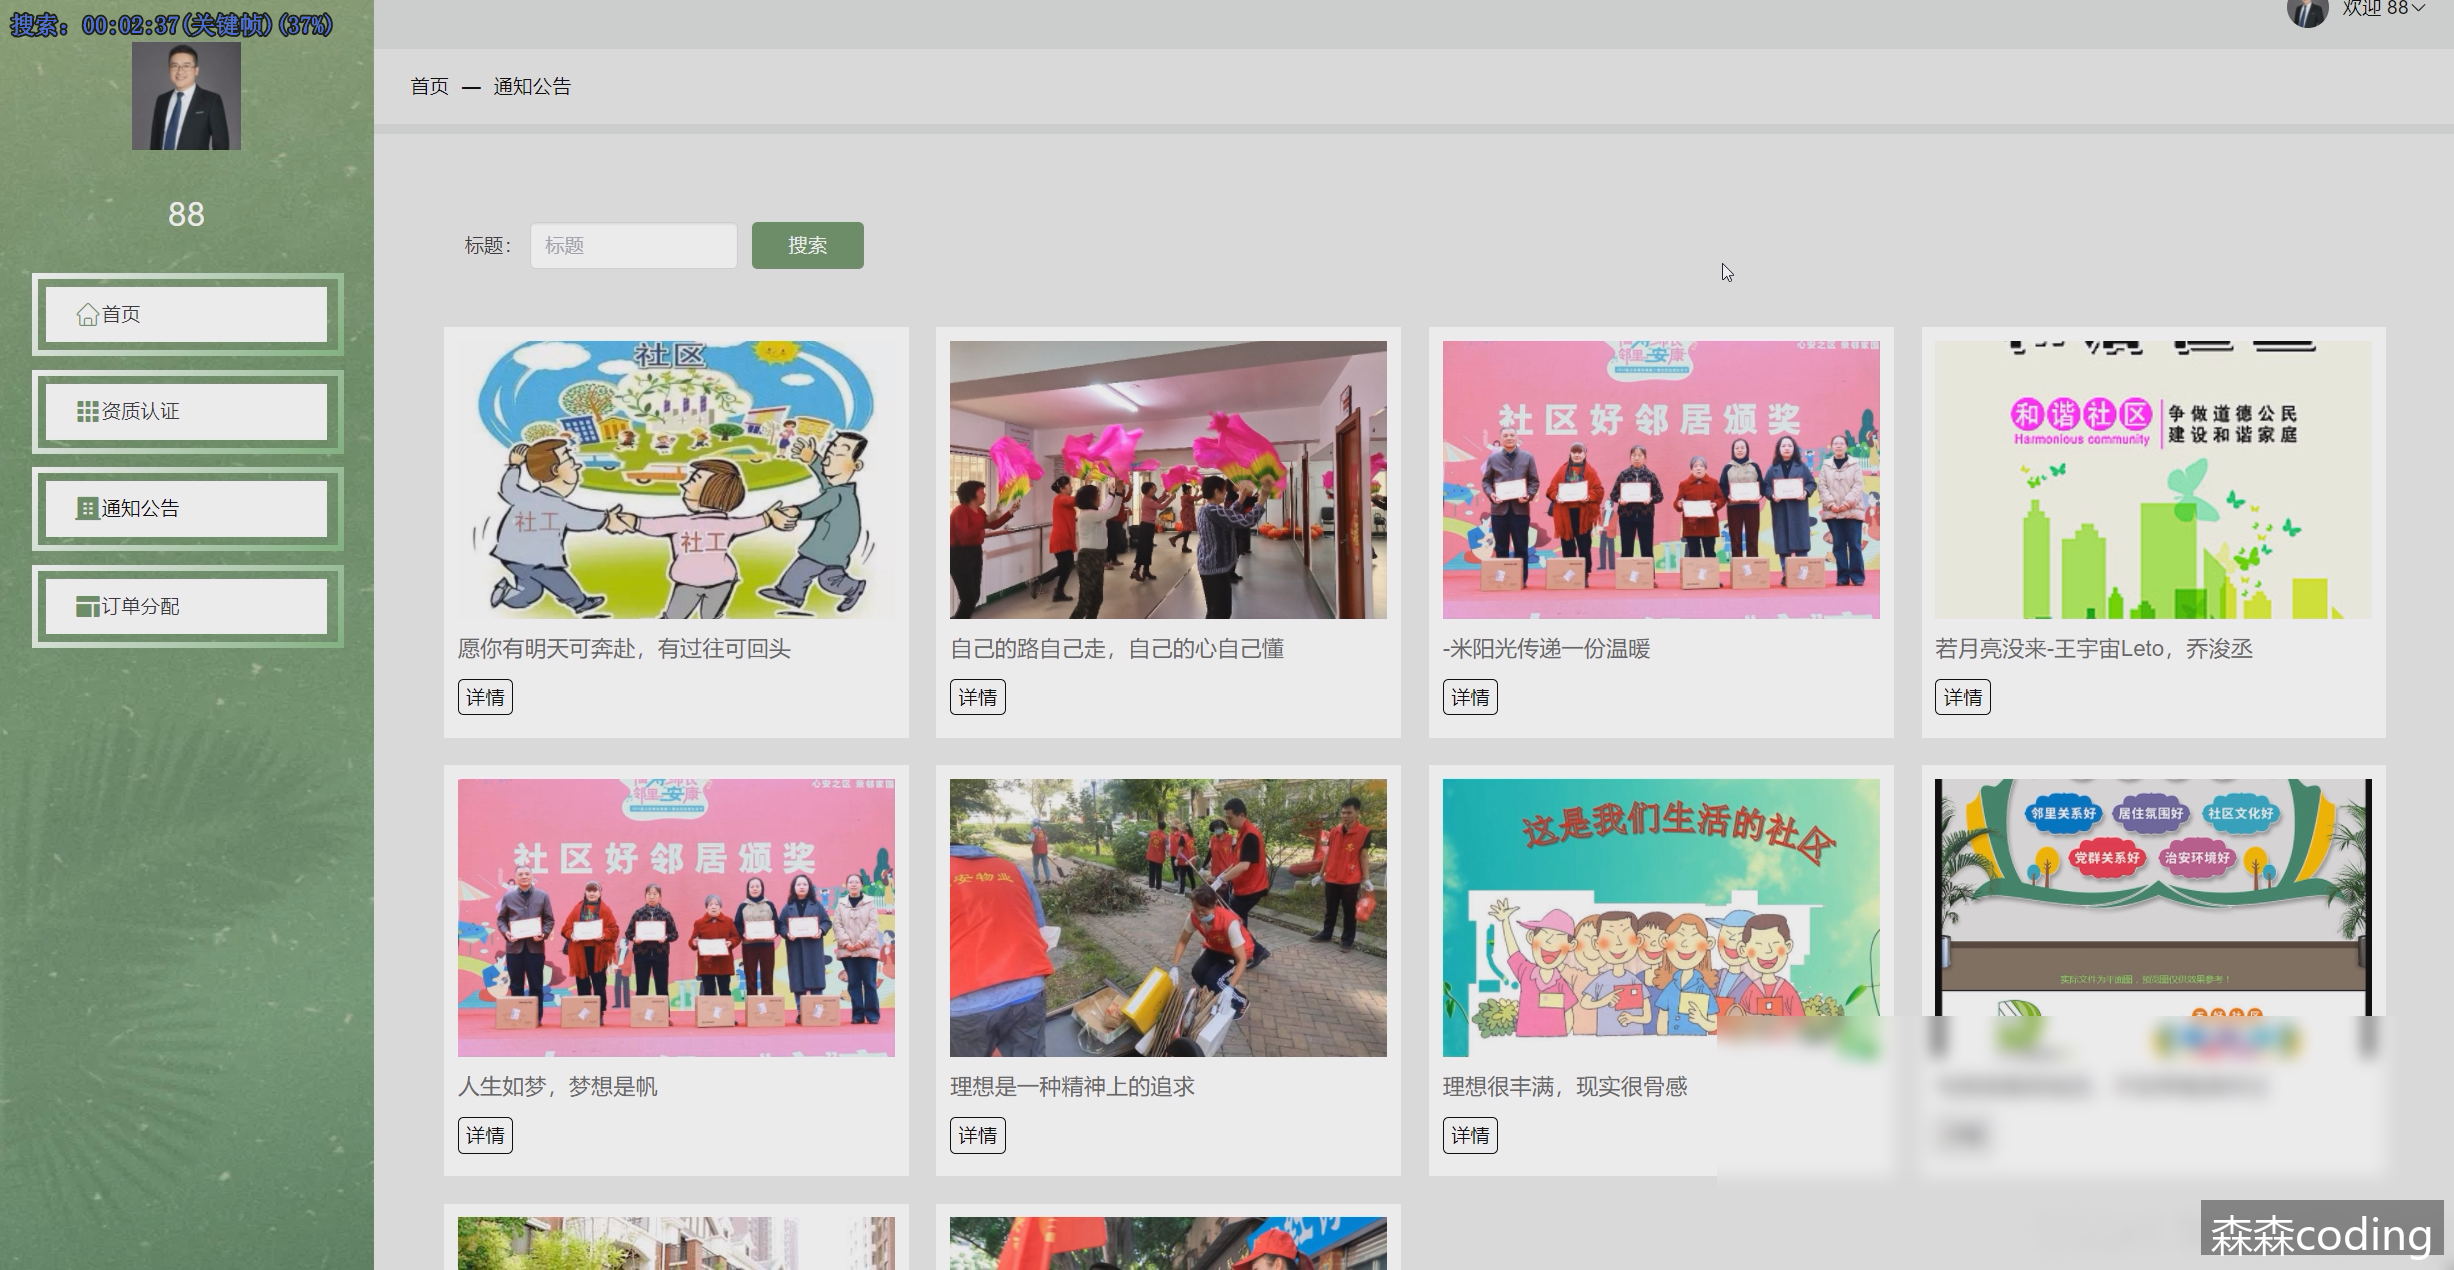 搜索: 00:02:37(关键帧)(37%)
欢迎 88
首页 — 通知公告
88
标题:
标题
搜索
首页
资质认证
通知公告
订单分配
社区
社工
社工
愿你有明天可奔赴，有过往可回头
详情
自己的路自己走，自己的心自己懂
详情
邻里安康
社区好邻居颁奖
-米阳光传递一份温暖
详情
和谐社区
Harmonious community
争做道德公民
建设和谐家庭
若月亮没来-王宇宙Leto，乔浚丞
详情
邻里安康
社区好邻居颁奖
人生如梦，梦想是帆
详情
安物业
理想是一种精神上的追求
详情
这是我们生活的社区
理想很丰满，现实很骨感
详情
邻里关系好
居住氛围好
社区文化好
党群关系好
治安环境好
森森coding